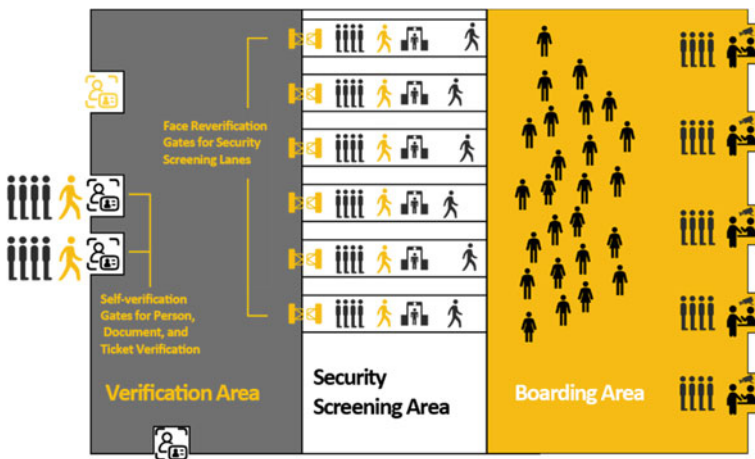 Face Reverification
Gates for Security
Screening Lanes
Self-verification
Gates for Person,
Document, and
Ticket Verification
Verification Area
Security
Screening Area
Boarding Area